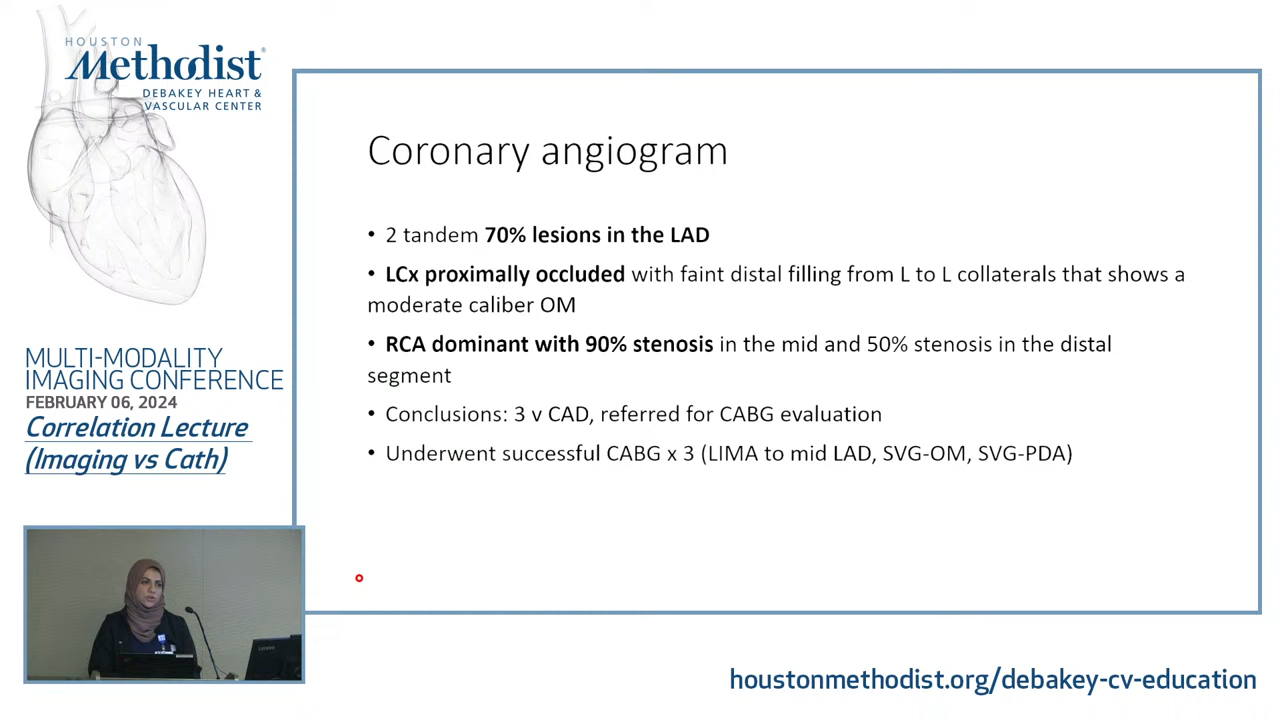 HOUSTON
Methodist®
DEBAKEY HEART &
VASCULAR CENTER
Coronary angiogram
• 2 tandem 70% lesions in the LAD
• LCx proximally occluded with faint distal filling from L to L collaterals that shows a
moderate caliber OM
• RCA dominant with 90% stenosis in the mid and 50% stenosis in the distal
segment
• Conclusions: 3 v CAD, referred for CABG evaluation
• Underwent successful CABG x 3 (LIMA to mid LAD, SVG-OM, SVG-PDA)
MULTI-MODALITY
IMAGING CONFERENCE
FEBRUARY 06, 2024
Correlation Lecture
(Imaging vs Cath)
Lenovo
houstonmethodist.org/debakey-cv-education